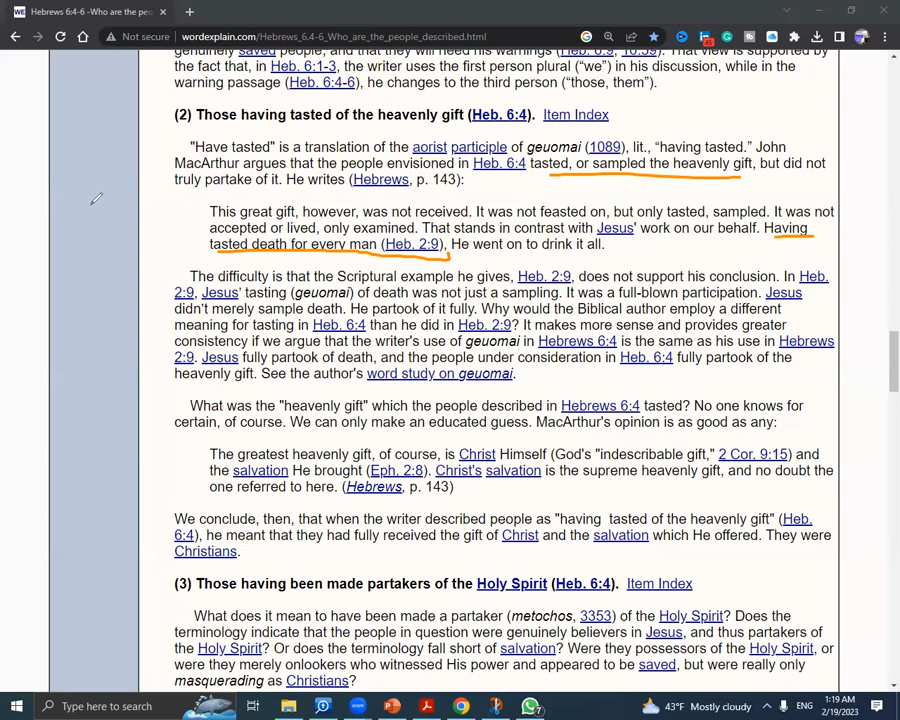 WE Hebrews 6:4-6 -Who are the peo
Not secure wordexplain.com/Hebrews_6.4-6_Who_are_the_people_described.html
genuinely saved people, and that they will need his warnings (Heb. 6:9, 10:39). That view is supported by
the fact that, in Heb. 6:1-3, the writer uses the first person plural (“we”) in his discussion, while in the
warning passage (Heb. 6:4-6), he changes to the third person (“those, them”).
(2) Those having tasted of the heavenly gift (Heb. 6:4). Item Index
"Have tasted" is a translation of the aorist participle of geuomai (1089), lit., “having tasted.” John
MacArthur argues that the people envisioned in Heb. 6:4 tasted, or sampled the heavenly gift, but did not
truly partake of it. He writes (Hebrews, p. 143):
This great gift, however, was not received. It was not feasted on, but only tasted, sampled. It was not
accepted or lived, only examined. That stands in contrast with Jesus' work on our behalf. Having
tasted death for every man (Heb. 2:9), He went on to drink it all.
The difficulty is that the Scriptural example he gives, Heb. 2:9, does not support his conclusion. In Heb.
2:9, Jesus’ tasting (geuomai) of death was not just a sampling. It was a full-blown participation. Jesus
didn’t merely sample death. He partook of it fully. Why would the Biblical author employ a different
meaning for tasting in Heb. 6:4 than he did in Heb. 2:9? It makes more sense and provides greater
consistency if we argue that the writer's use of geuomai in Hebrews 6:4 is the same as his use in Hebrews
2:9. Jesus fully partook of death, and the people under consideration in Heb. 6:4 fully partook of the
heavenly gift. See the author's word study on geuomai.
What was the "heavenly gift" which the people described in Hebrews 6:4 tasted? No one knows for
certain, of course. We can only make an educated guess. MacArthur's opinion is as good as any:
The greatest heavenly gift, of course, is Christ Himself (God's "indescribable gift," 2 Cor. 9:15) and
the salvation He brought (Eph. 2:8). Christ's salvation is the supreme heavenly gift, and no doubt the
one referred to here. (Hebrews, p. 143)
We conclude, then, that when the writer described people as "having tasted of the heavenly gift" (Heb.
6:4), he meant that they had fully received the gift of Christ and the salvation which He offered. They were
Christians.
(3) Those having been made partakers of the Holy Spirit (Heb. 6:4). Item Index
What does it mean to have been made a partaker (metochos, 3353) of the Holy Spirit? Does the
terminology indicate that the people in question were genuinely believers in Jesus, and thus partakers of
the Holy Spirit? Or does the terminology fall short of salvation? Were they possessors of the Holy Spirit, or
were they merely onlookers who witnessed His power and appeared to be saved, but were really only
masquerading as Christians?
Type here to search
43°F Mostly cloudy
ENG
1:19 AM
2/19/2023